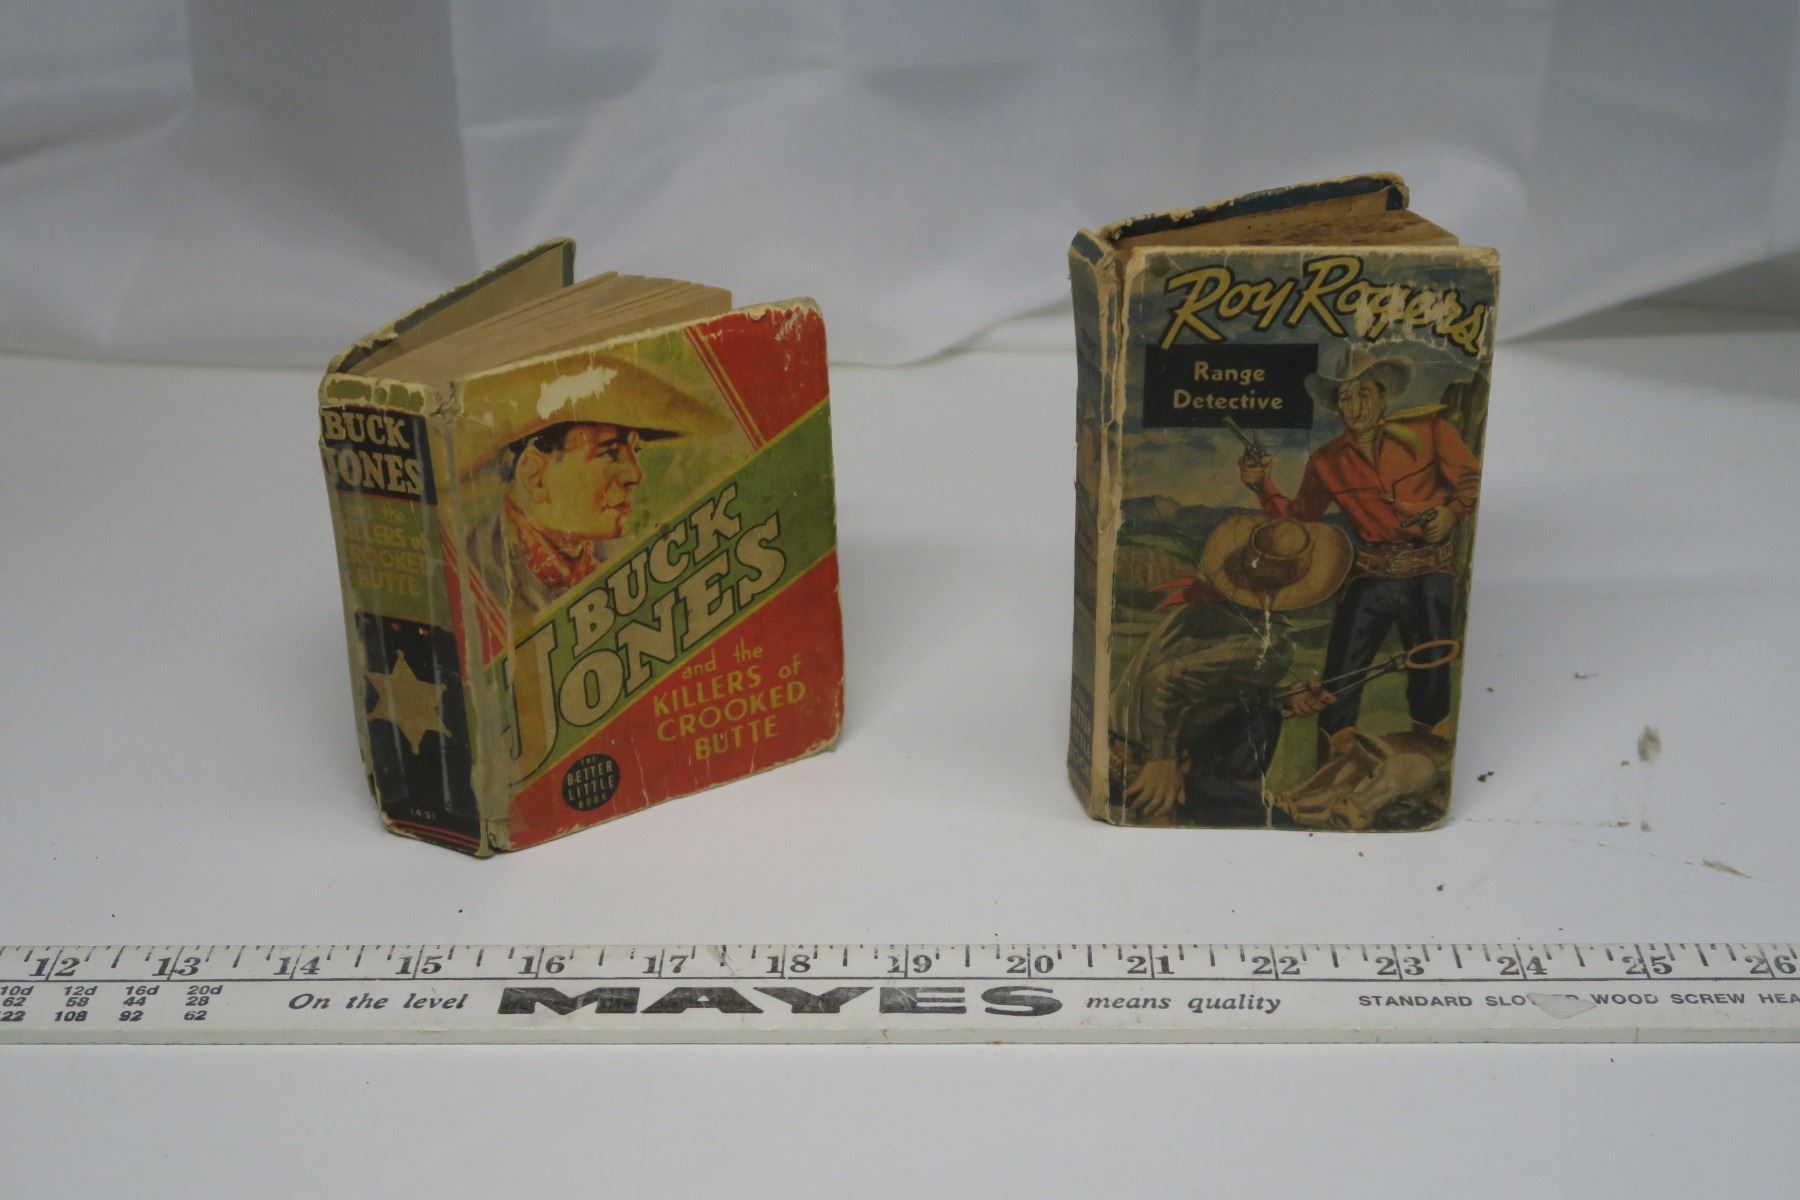 BUCK
JONES
and the
KILLERS of
CROOKED
BUTTE
1451
BUCK
JONES
and the
KILLERS of
CROOKED
BUTTE
THE
BETTER
LITTLE
BOOK
Roy Rogers
Range
Detective
12 13 14 15 16 17 18 19 20 21 22 23 24 25 26
10d 12d 16d 20d
62 58 44 28
22 108 92 62
On the level MAYES means quality STANDARD WOOD SCREW HEA